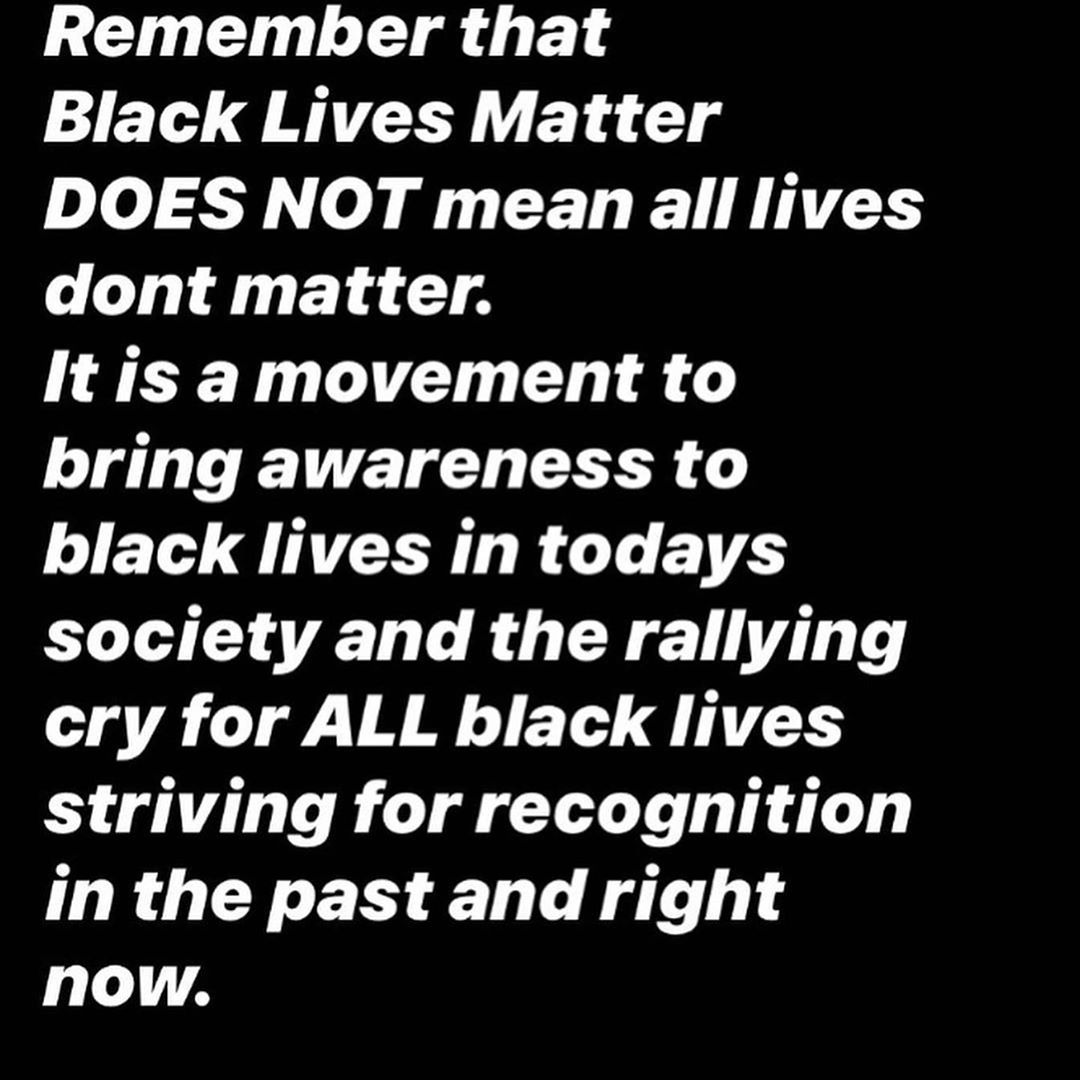 Remember that
Black Lives Matter
DOES NOT mean all lives
dont matter.
It is a movement to
bring awareness to
black lives in todays
society and the rallying
cry for ALL black lives
striving for recognition
in the past and right
now.